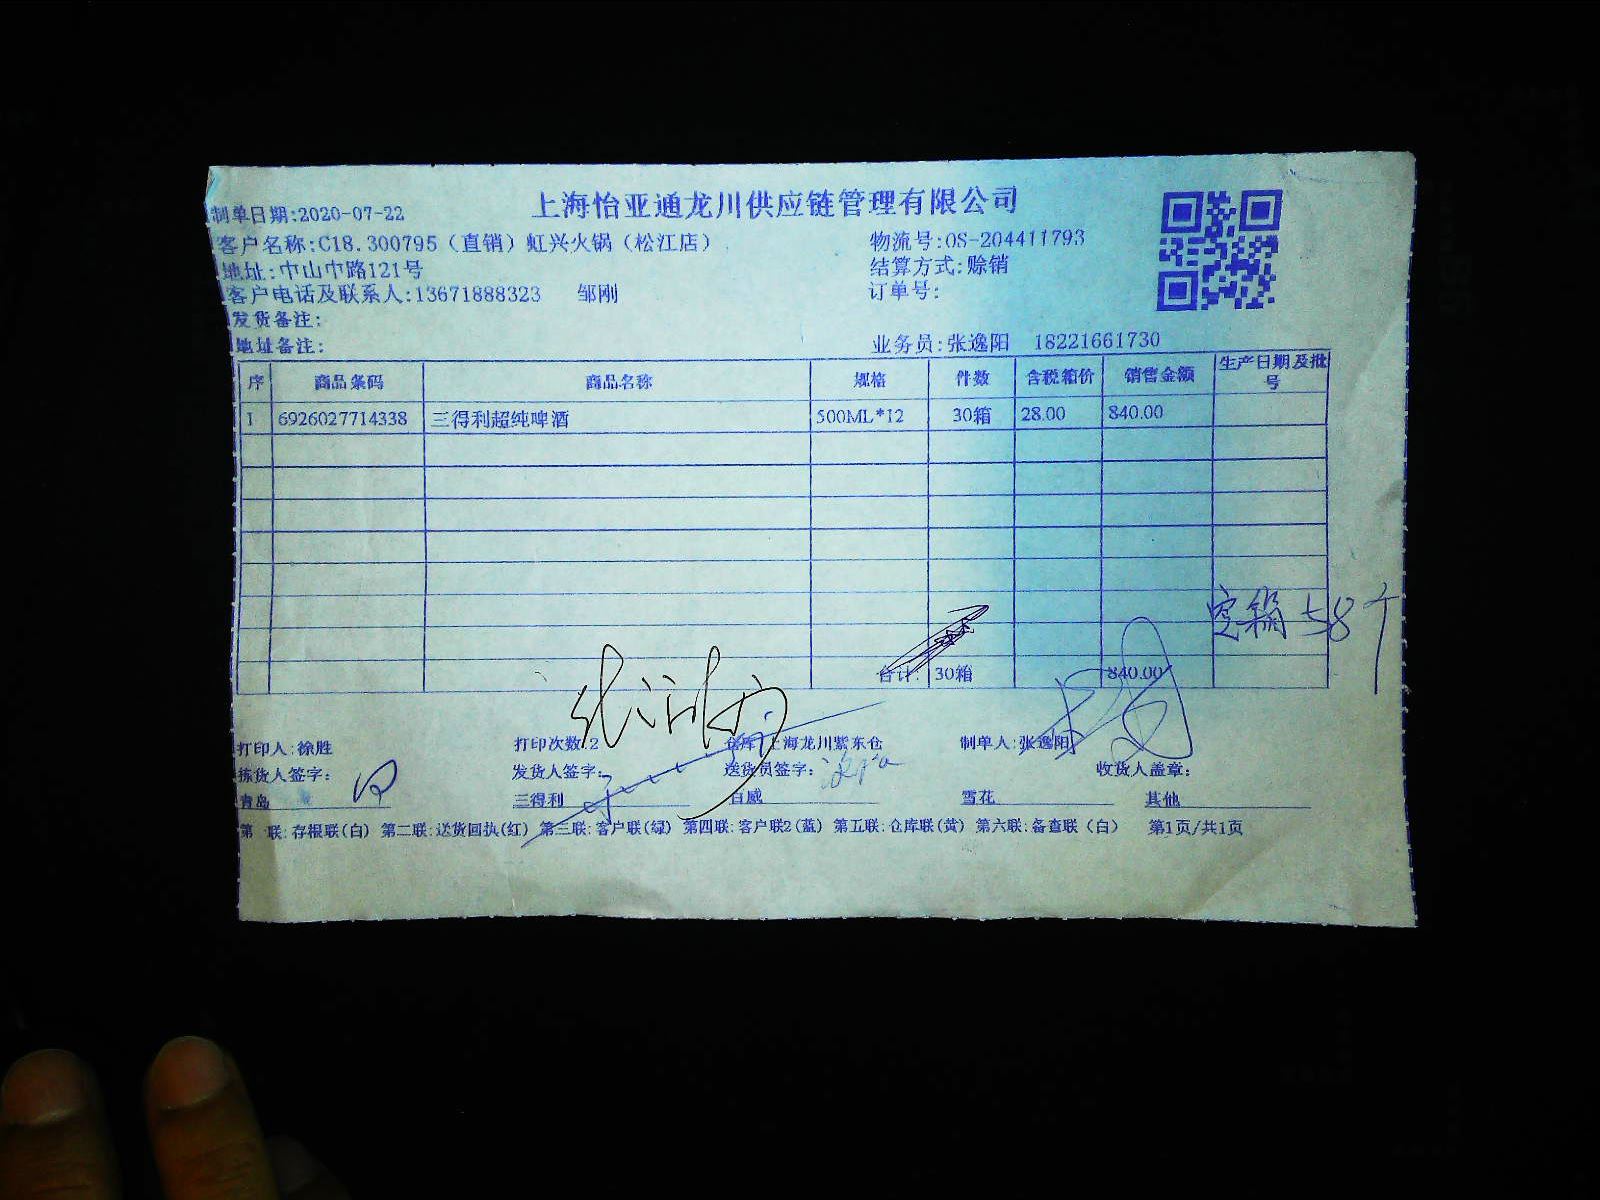 上海怡亚通龙川供应链管理有限公司
制单日期:2020-07-22
客户名称:C18.300795（直销）虹兴火锅（松江店） 物流号:OS-204411793
地址:中山中路121号 结算方式:赊销
客户电话及联系人:13671888323 邹刚 订单号:
发货备注:
地址备注: 业务员:张逸阳 18221661730
序 商品条码 商品名称 规格 件数 含税箱价 销售金额 生产日期及批号
1 6926027714338 三得利超纯啤酒 500ML*12 30箱 28.00 840.00
空箱 58个
合计: 30箱 840.00
打印人:徐胜 打印次数:2 仓库:上海龙川紫东仓 制单人:张逸阳
拣货人签字: 发货人签字: 送货员签字: 收货人盖章:
青岛 三得利 百威 雪花 其他
第 联:存根联(白) 第二联:送货回执(红) 第三联:客户联(绿) 第四联:客户联2(蓝) 第五联:仓库联(黄) 第六联:备查联（白） 第1页/共1页